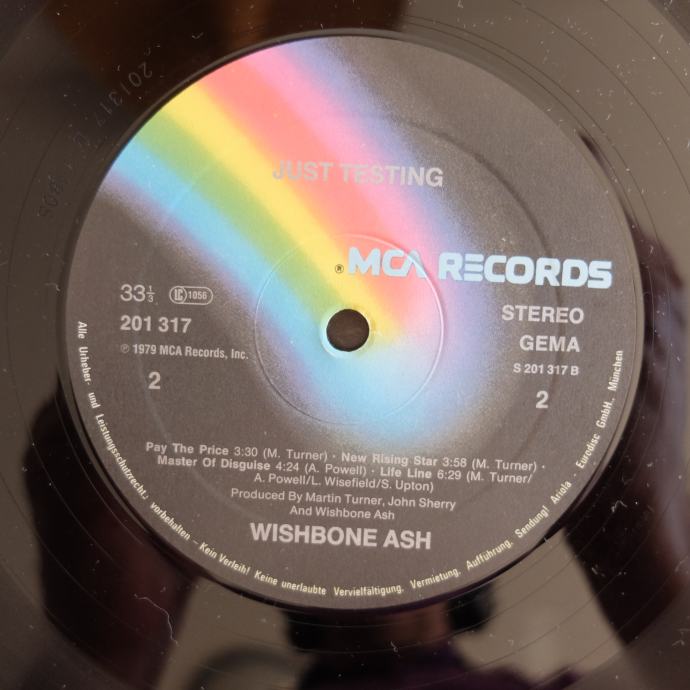 JUST TESTING
® MCA RECORDS
33⅓ LC 1056
STEREO
201 317
GEMA
℗ 1979 MCA Records, Inc.
S 201 317 B
2
2
Pay The Price 3:30 (M. Turner) · New Rising Star 3:58 (M. Turner) ·
Master Of Disguise 4:24 (A. Powell) · Life Line 6:29 (M. Turner/
A. Powell/L. Wisefield/S. Upton)
Produced By Martin Turner, John Sherry
And Wishbone Ash
WISHBONE ASH
Alle Urheber- und Leistungsschutzrecht. vorbehalten – Kein Verleih! Keine unerlaubte Vervielfältigung, Vermietung, Aufführung, Sendung! Ariola - Eurodisc GmbH., München
201317